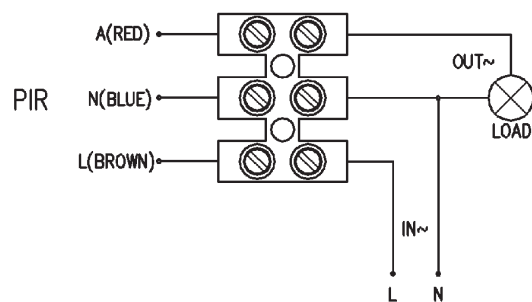 A(RED)
OUT~
PIR
N(BLUE)
LOAD
L(BROWN)
IN~
L
N